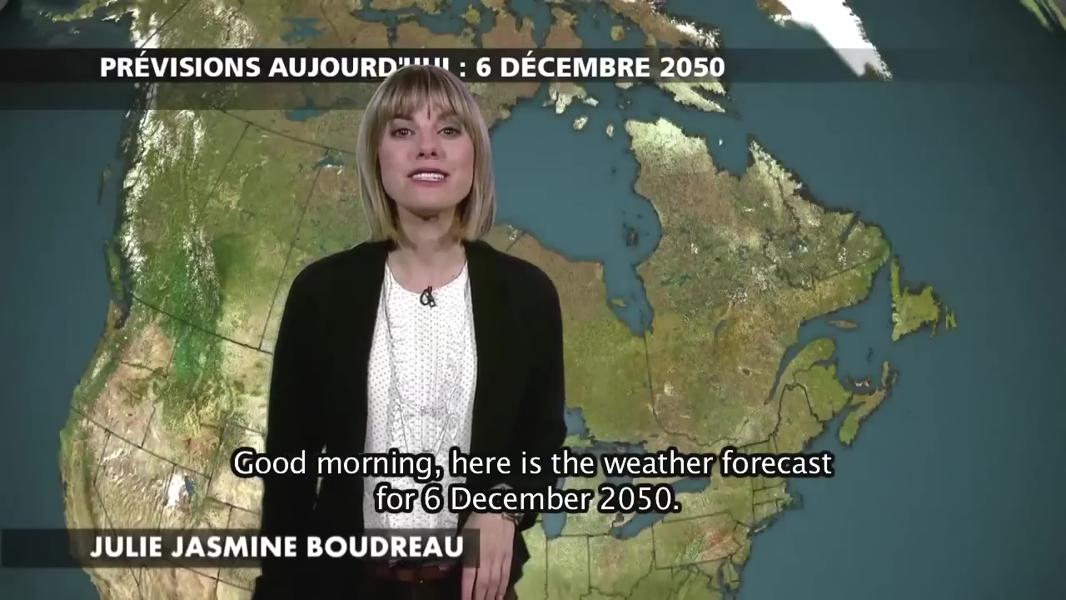 PRÉVISIONS AUJOURD'HUI : 6 DÉCEMBRE 2050
Good morning, here is the weather forecast
for 6 December 2050.
JULIE JASMINE BOUDREAU